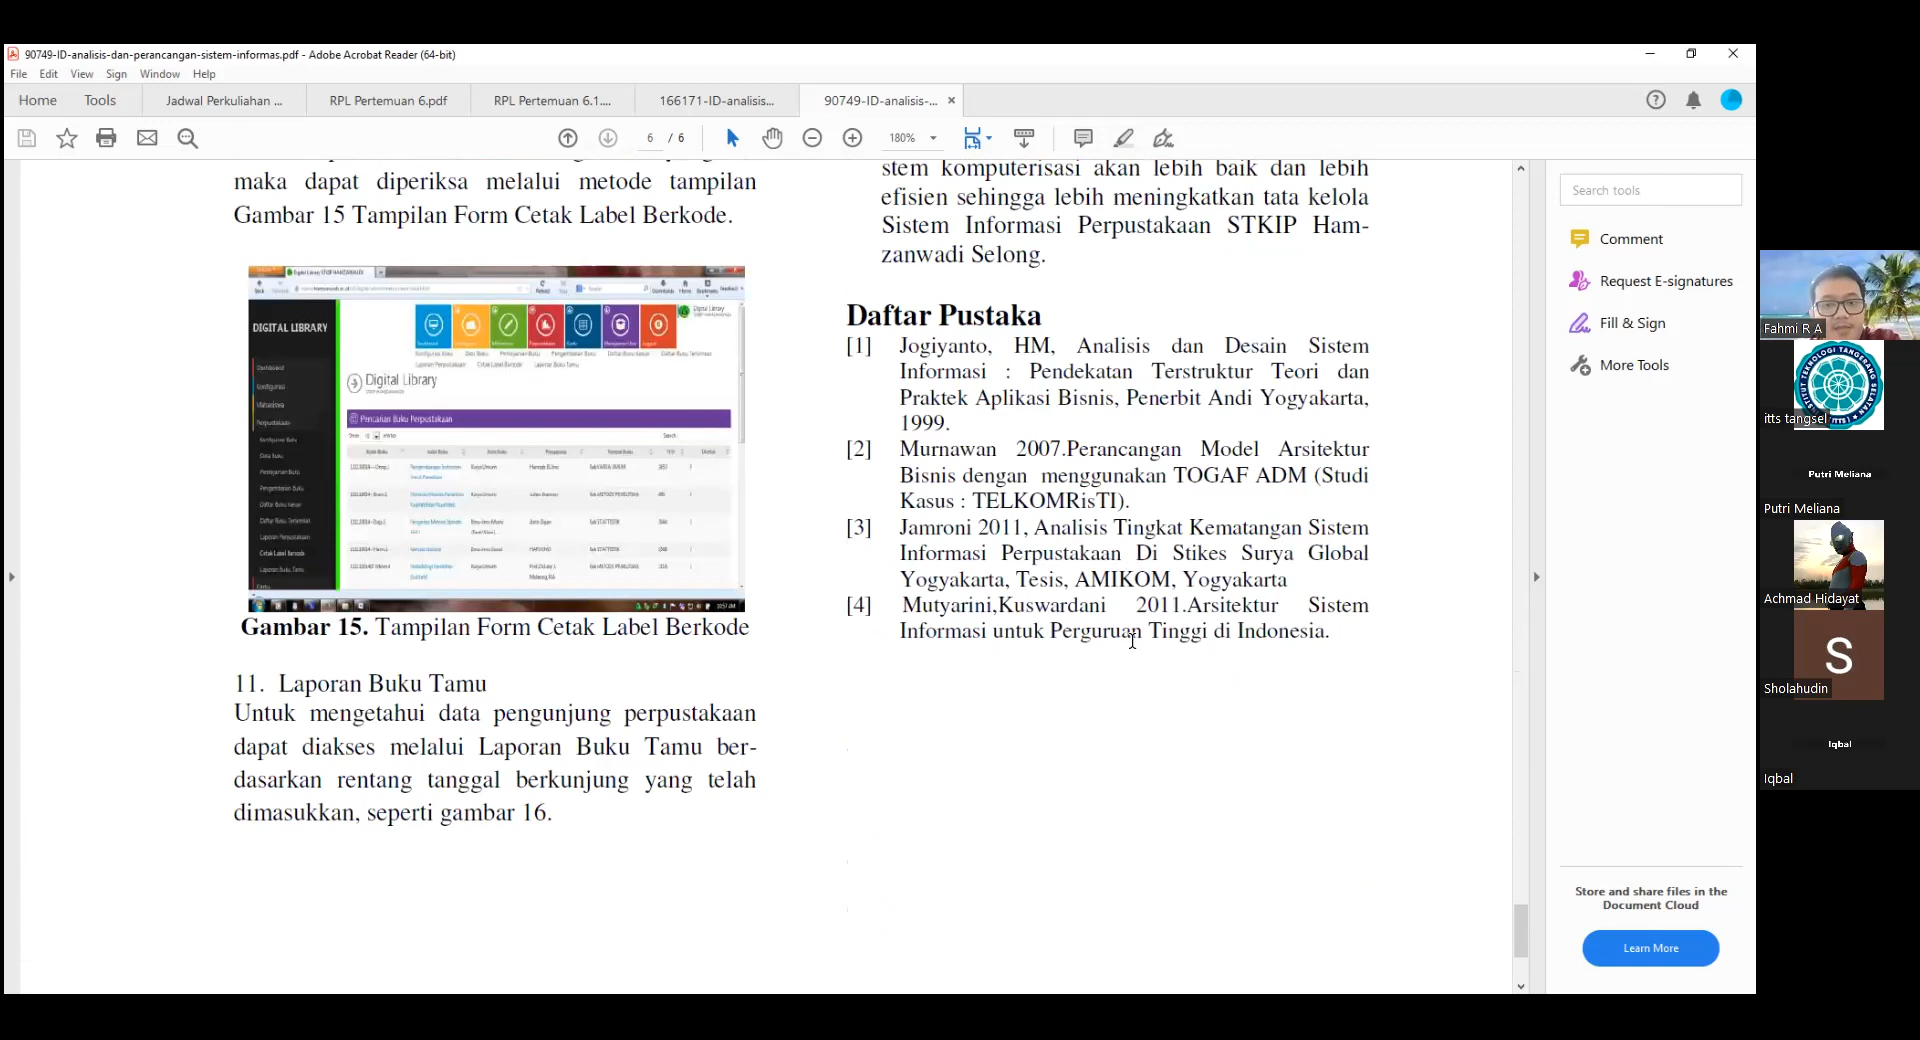 90749-ID-analisis-dan-perancangan-sistem-informas.pdf - Adobe Acrobat Reader (64-bit)
File Edit View Sign Window Help
Home Tools Jadwal Perkuliahan ... RPL Pertemuan 6.pdf RPL Pertemuan 6.1.... 166171-ID-analisis... 90749-ID-analisis-... ×
6 / 6 180%
maka dapat diperiksa melalui metode tampilan
Gambar 15 Tampilan Form Cetak Label Berkode.
DIGITAL LIBRARY
Digital Library
Pencarian Buku Perpustakaan
Gambar 15. Tampilan Form Cetak Label Berkode
11. Laporan Buku Tamu
Untuk mengetahui data pengunjung perpustakaan
dapat diakses melalui Laporan Buku Tamu ber-
dasarkan rentang tanggal berkunjung yang telah
dimasukkan, seperti gambar 16.
stem komputerisasi akan lebih baik dan lebih
efisien sehingga lebih meningkatkan tata kelola
Sistem Informasi Perpustakaan STKIP Ham-
zanwadi Selong.
Daftar Pustaka
[1] Jogiyanto, HM, Analisis dan Desain Sistem
Informasi : Pendekatan Terstruktur Teori dan
Praktek Aplikasi Bisnis, Penerbit Andi Yogyakarta,
1999.
[2] Murnawan 2007.Perancangan Model Arsitektur
Bisnis dengan menggunakan TOGAF ADM (Studi
Kasus : TELKOMRisTI).
[3] Jamroni 2011, Analisis Tingkat Kematangan Sistem
Informasi Perpustakaan Di Stikes Surya Global
Yogyakarta, Tesis, AMIKOM, Yogyakarta
[4] Mutyarini,Kuswardani 2011.Arsitektur Sistem
Informasi untuk Perguruan Tinggi di Indonesia.
Search tools
Comment
Request E-signatures
Fill & Sign
More Tools
Store and share files in the
Document Cloud
Learn More
Fahmi R A
INSTITUT TEKNOLOGI TANGERANG SELATAN
itts tangsel
Putri Meliana
Putri Meliana
Achmad Hidayat
S
Sholahudin
Iqbal
Iqbal